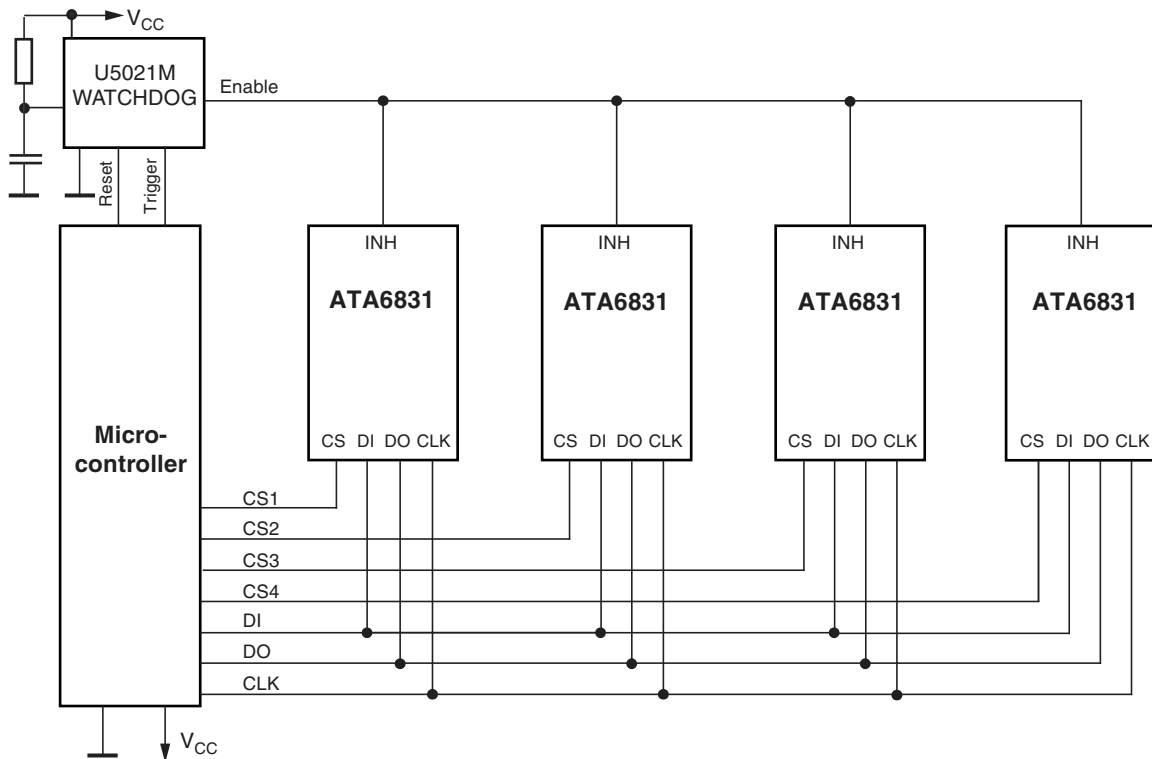 V_CC
U5021M
WATCHDOG
Enable
Reset
Trigger
INH
ATA6831
CS DI DO CLK
INH
ATA6831
CS DI DO CLK
INH
ATA6831
CS DI DO CLK
INH
ATA6831
CS DI DO CLK
Micro-
controller
CS1
CS2
CS3
CS4
DI
DO
CLK
V_CC